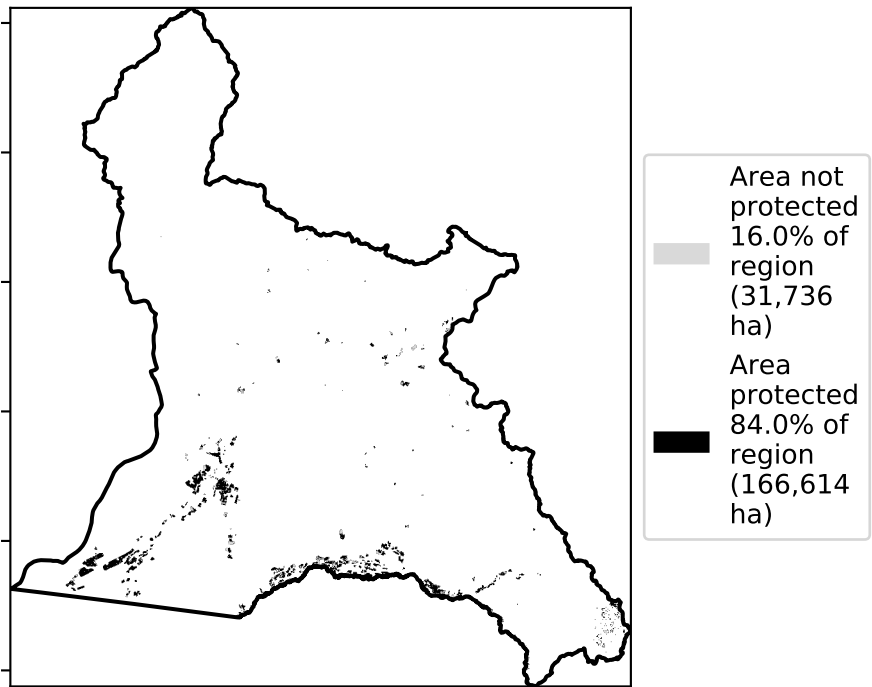 Area not
protected
16.0% of
region
(31,736
ha)
Area
protected
84.0% of
region
(166,614
ha)